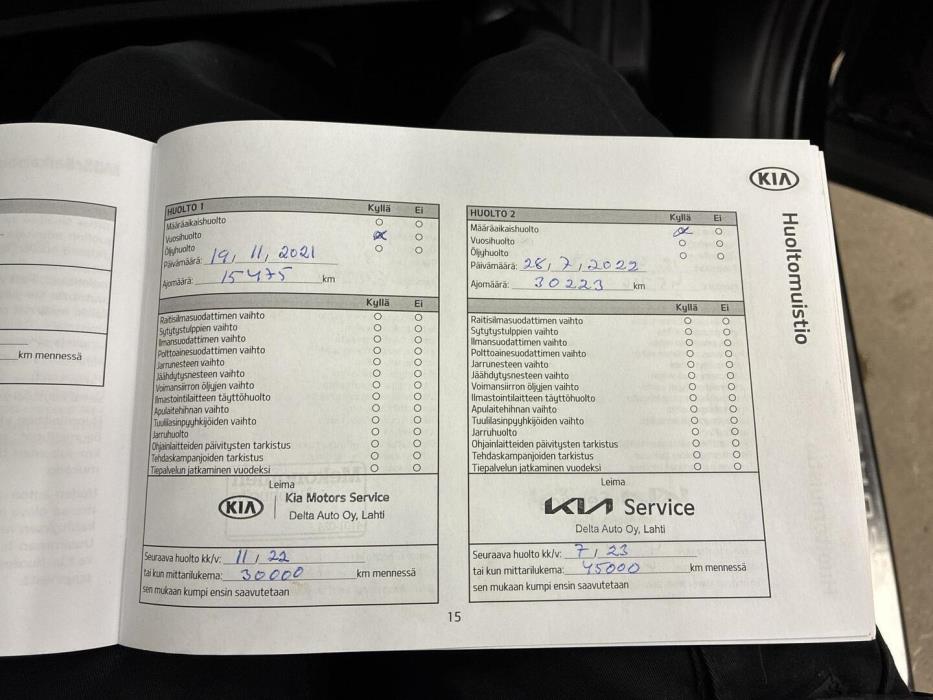 KIA
Huoltomuistio
km mennessä
HUOLTO 1 Kyllä Ei
Määräaikaishuolto
Vuosihuolto
Öljyhuolto
Päivämäärä: 19, 11, 2021
Ajomäärä: 15475 km
Kyllä Ei
Raitisilmasuodattimen vaihto
Sytytystulppien vaihto
Ilmansuodattimen vaihto
Polttoainesuodattimen vaihto
Jarrunesteen vaihto
Jäähdytysnesteen vaihto
Voimansiirron öljyjen vaihto
Ilmastointilaitteen täyttöhuolto
Apulaitehihnan vaihto
Tuulilasinpyyhkijöiden vaihto
Jarruhuolto
Ohjainlaitteiden päivitysten tarkistus
Tehdaskampanjoiden tarkistus
Tiepalvelun jatkaminen vuodeksi
Leima
KIA Kia Motors Service
Delta Auto Oy, Lahti
Seuraava huolto kk/v: 11, 22
tai kun mittarilukema: 30000 km mennessä
sen mukaan kumpi ensin saavutetaan
HUOLTO 2 Kyllä Ei
Määräaikaishuolto
Vuosihuolto
Öljyhuolto
Päivämäärä: 28, 7, 2022
Ajomäärä: 30223 km
Kyllä Ei
Raitisilmasuodattimen vaihto
Sytytystulppien vaihto
Ilmansuodattimen vaihto
Polttoainesuodattimen vaihto
Jarrunesteen vaihto
Jäähdytysnesteen vaihto
Voimansiirron öljyjen vaihto
Ilmastointilaitteen täyttöhuolto
Apulaitehihnan vaihto
Tuulilasinpyyhkijöiden vaihto
Jarruhuolto
Ohjainlaitteiden päivitysten tarkistus
Tehdaskampanjoiden tarkistus
Tiepalvelun jatkaminen vuodeksi
Leima
KIA Service
Delta Auto Oy, Lahti
Seuraava huolto kk/v: 7, 23
tai kun mittarilukema: 45000 km mennessä
sen mukaan kumpi ensin saavutetaan
15